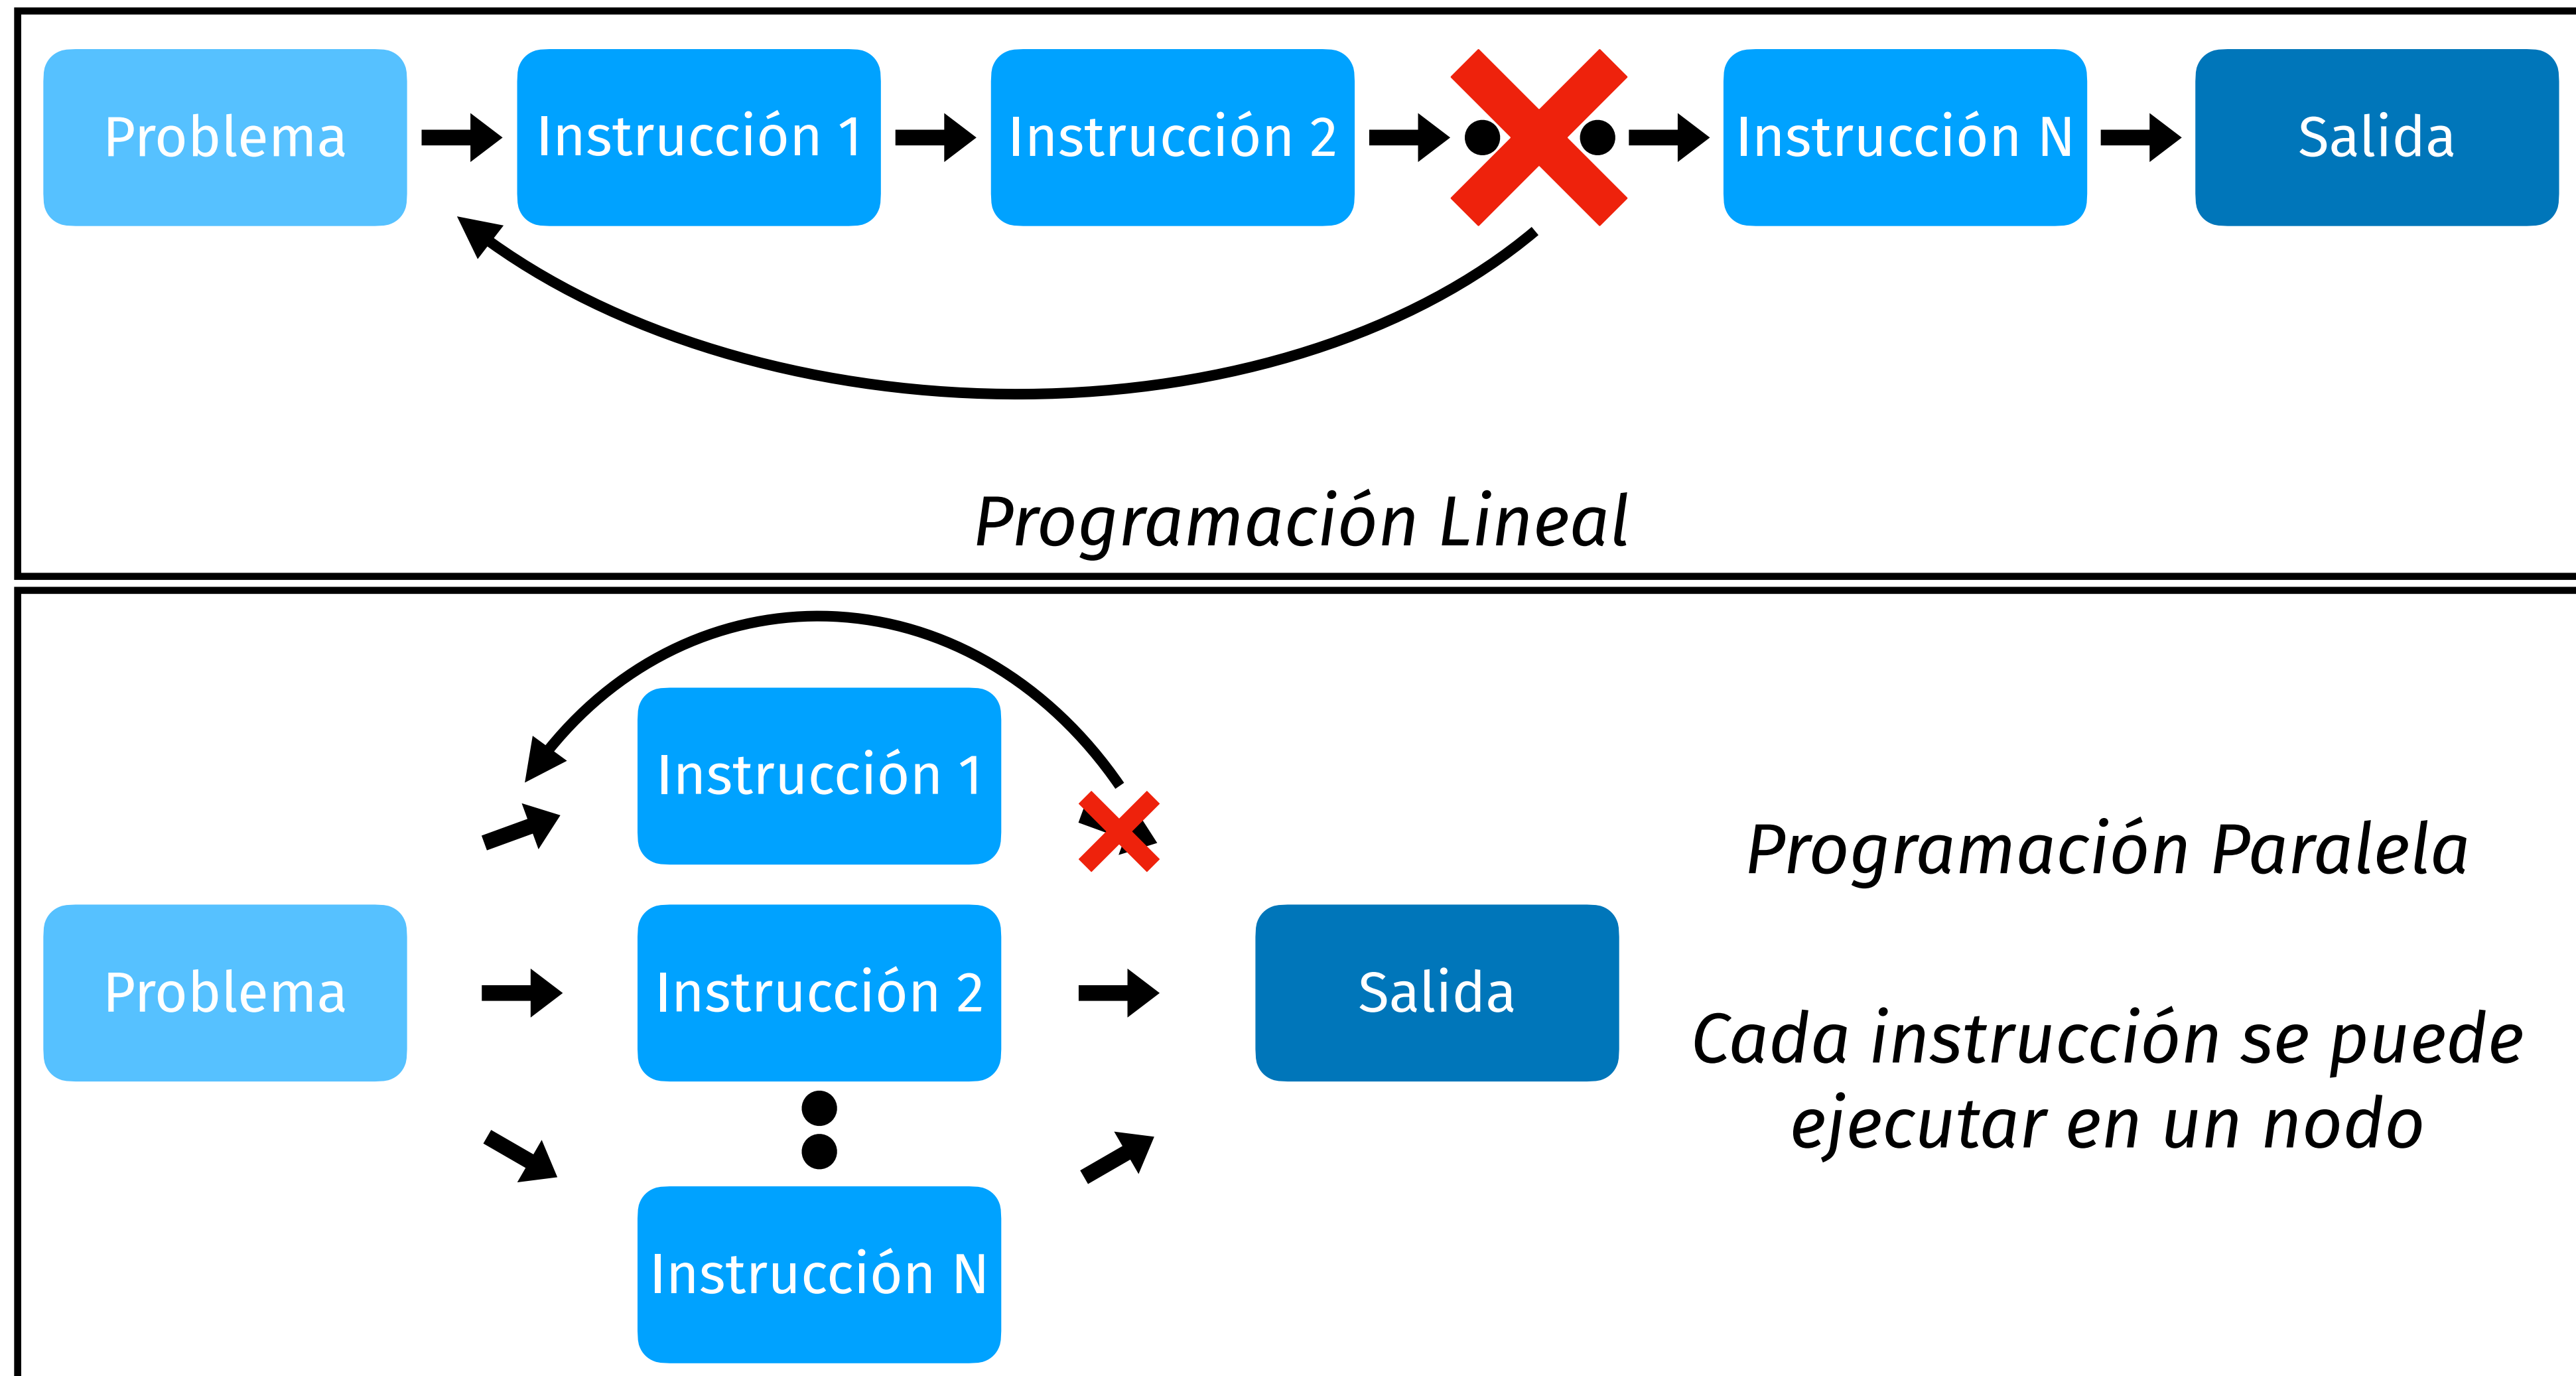 Problema
Instrucción 1
Instrucción 2
Instrucción N
Salida
Programación Lineal
Problema
Instrucción 1
Instrucción 2
Instrucción N
Salida
Programación Paralela
Cada instrucción se puede
ejecutar en un nodo